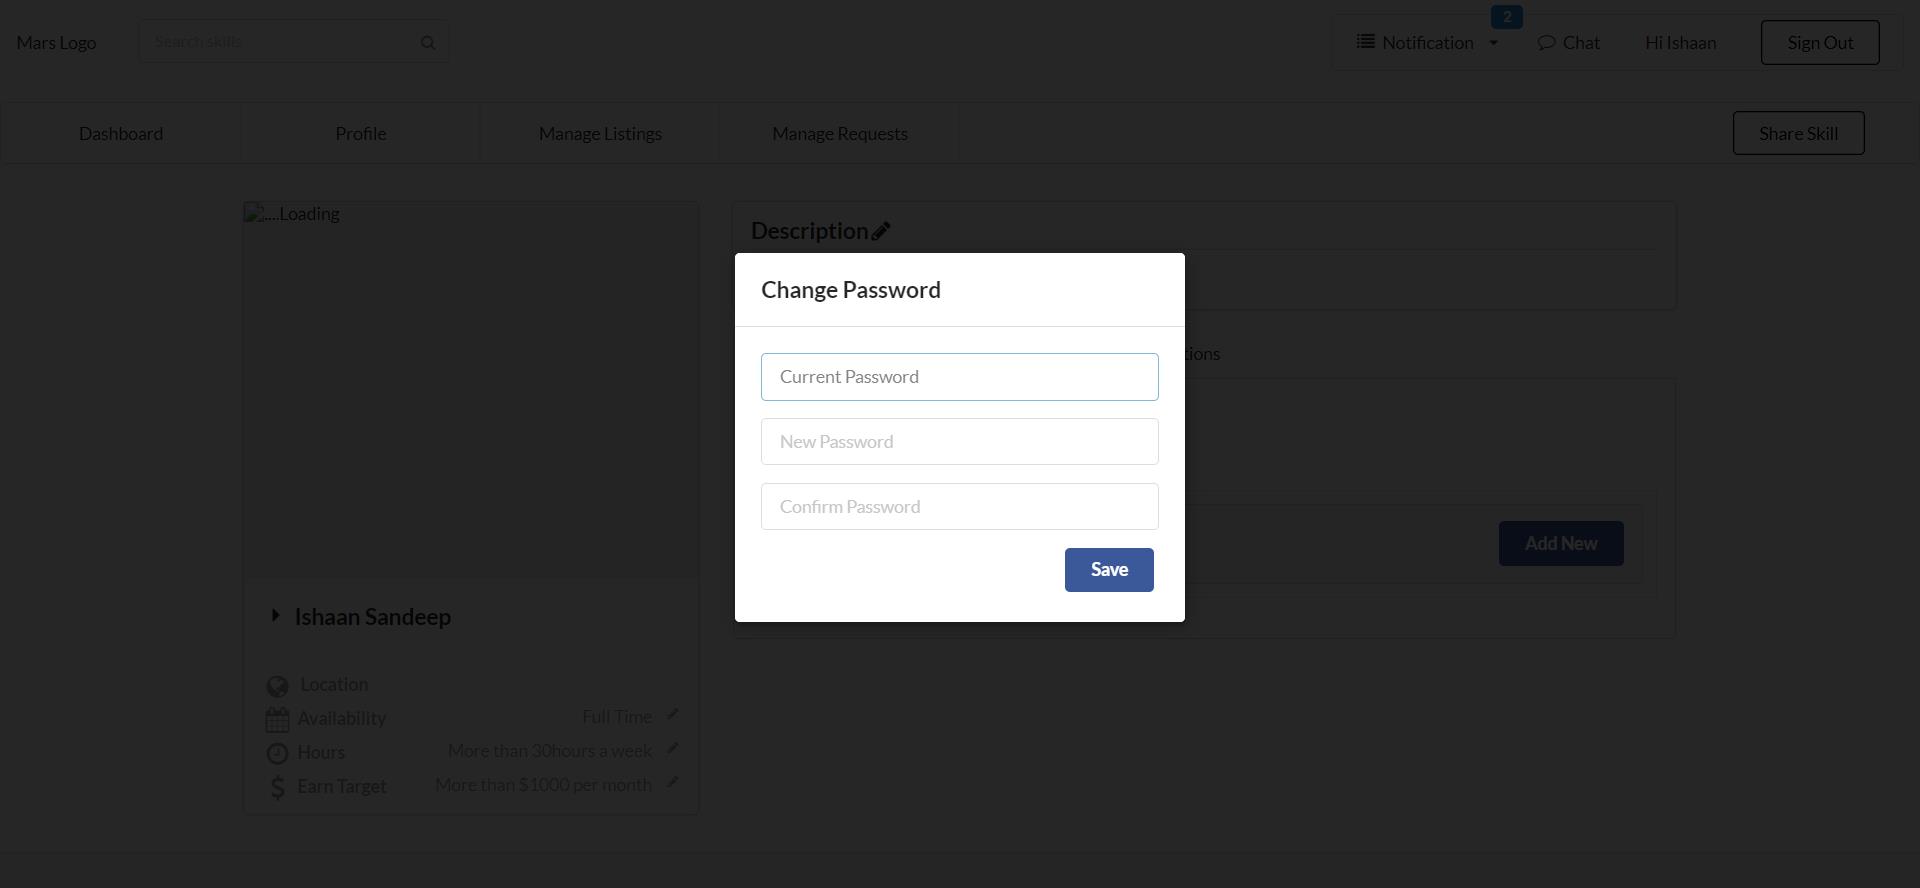 Mars Logo
Search skills
2
Notification
Chat
Hi Ishaan
Sign Out
Dashboard
Profile
Manage Listings
Manage Requests
Share Skill
....Loading
Description
Change Password
Current Password
New Password
Confirm Password
Save
tions
Add New
Ishaan Sandeep
Location
Availability Full Time
Hours More than 30hours a week
Earn Target More than $1000 per month